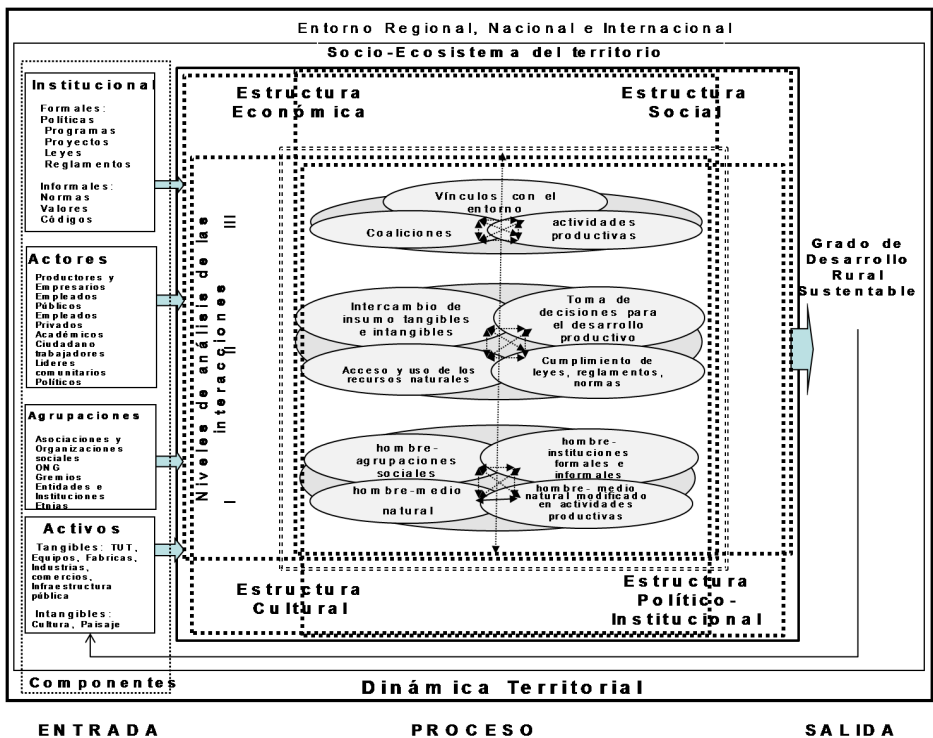 Entorno Regional, Nacional e Internacional
Socio-Ecosistema del territorio
Institucional
Formales:
Políticas
Programas
Proyectos
Leyes
Reglamentos
Informales:
Normas
Valores
Códigos
Actores
Productores y
Empresarios
Empleados
Públicos
Empleados
Privados
Académicos
Ciudadano
trabajadores
Lideres
comunitarios
Políticos
Agrupaciones
Asociaciones y
Organizaciones
sociales
ONG
Gremios
Entidades e
Instituciones
Etnias
Activos
Tangibles: TUT,
Equipos, Fabricas,
Industrias,
comercios,
Infraestructura
pública
Intangibles:
Cultura, Paisaje
Componentes
Estructura
Económica
Estructura
Social
Niveles de análisis de las
interacciones
I II III
Vínculos con el
entorno
Coaliciones
actividades
productivas
Intercambio de
insumo tangibles
e intangibles
Toma de
decisiones para
el desarrollo
productivo
Acceso y uso de los
recursos naturales
Cumplimiento de
leyes, reglamentos,
normas
hombre-
agrupaciones
sociales
hombre-
instituciones
formales e
informales
hombre-medio
natural
hombre- medio
natural modificado
en actividades
productivas
Estructura
Cultural
Estructura
Político-
Institucional
Grado de
Desarrollo
Rural
Sustentable
Dinámica Territorial
ENTRADA
PROCESO
SALIDA